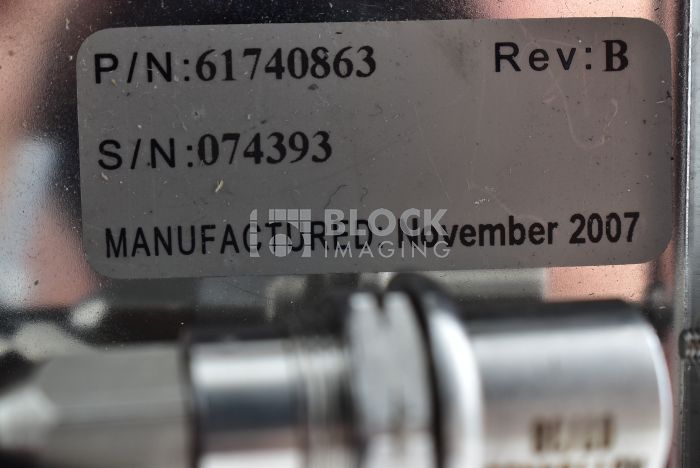 P/N:61740863 Rev:B
S/N:074393
MANUFACTURED: November 2007
BLOCK
IMAGING